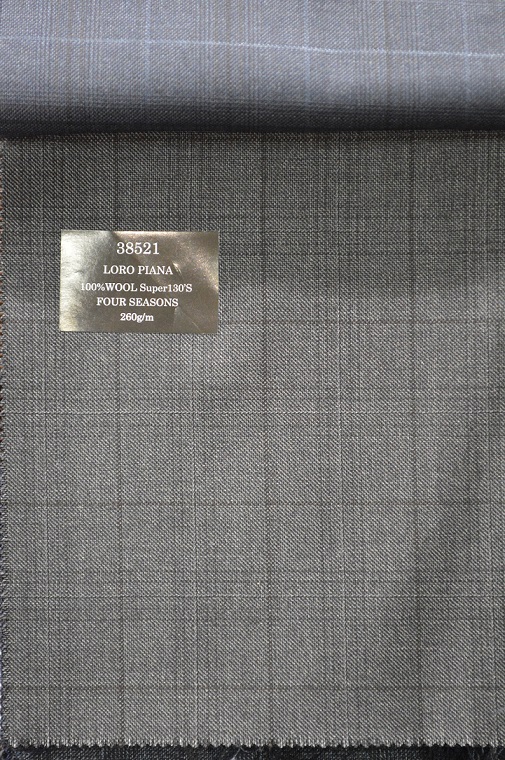 38521
LORO PIANA
100%WOOL Super130'S
FOUR SEASONS
260g/m